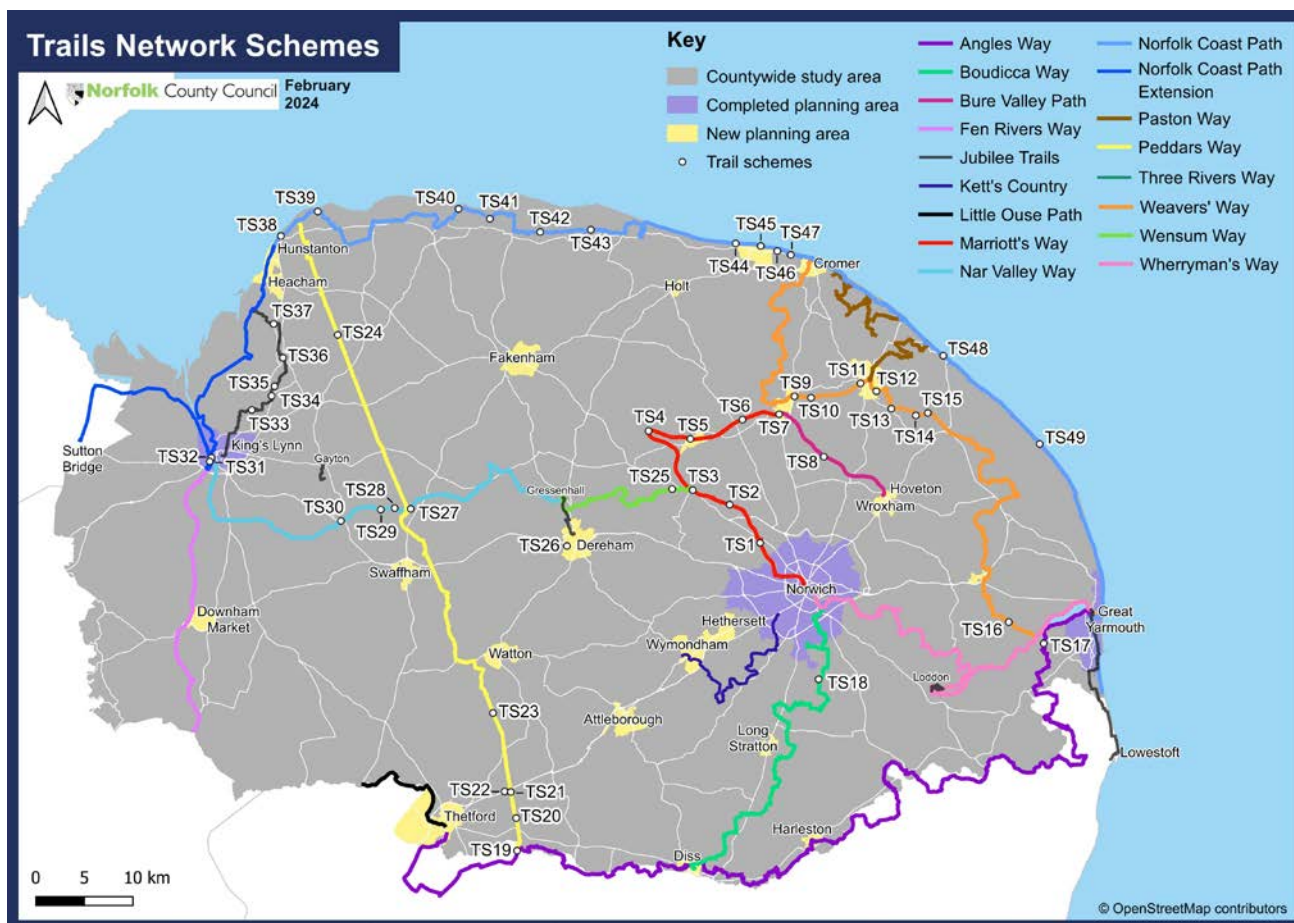 Trails Network Schemes
Norfolk County Council
February
2024
Key
Countywide study area
Completed planning area
New planning area
Trail schemes
Angles Way
Boudicca Way
Bure Valley Path
Fen Rivers Way
Jubilee Trails
Kett's Country
Little Ouse Path
Marriott's Way
Nar Valley Way
Norfolk Coast Path
Norfolk Coast Path
Extension
Paston Way
Peddars Way
Three Rivers Way
Weavers' Way
Wensum Way
Wherryman's Way
TS39
TS40
TS41
TS38
TS42
TS43
TS45
TS47
Hunstanton
TS44
TS46
Cromer
Heacham
Holt
TS37
TS24
TS48
TS36
Fakenham
TS35
TS11
TS12
TS34
TS9
TS10
TS6
TS15
TS33
TS4
TS5
TS7
TS13
TS14
Sutton
Bridge
King's Lynn
TS49
TS32
TS31
Gayton
TS8
TS25
TS3
Hoveton
Wroxham
TS28
Gressenhall
TS2
TS30
TS29
TS27
TS1
TS26
Dereham
Swaffham
Norwich
Downham
Market
Hethersett
Great
Yarmouth
TS16
TS17
Wymondham
Watton
Loddon
TS18
TS23
Attleborough
Long
Stratton
Lowestoft
TS22
TS21
Thetford
TS20
Harleston
TS19
Diss
0 5 10 km
© OpenStreetMap contributors